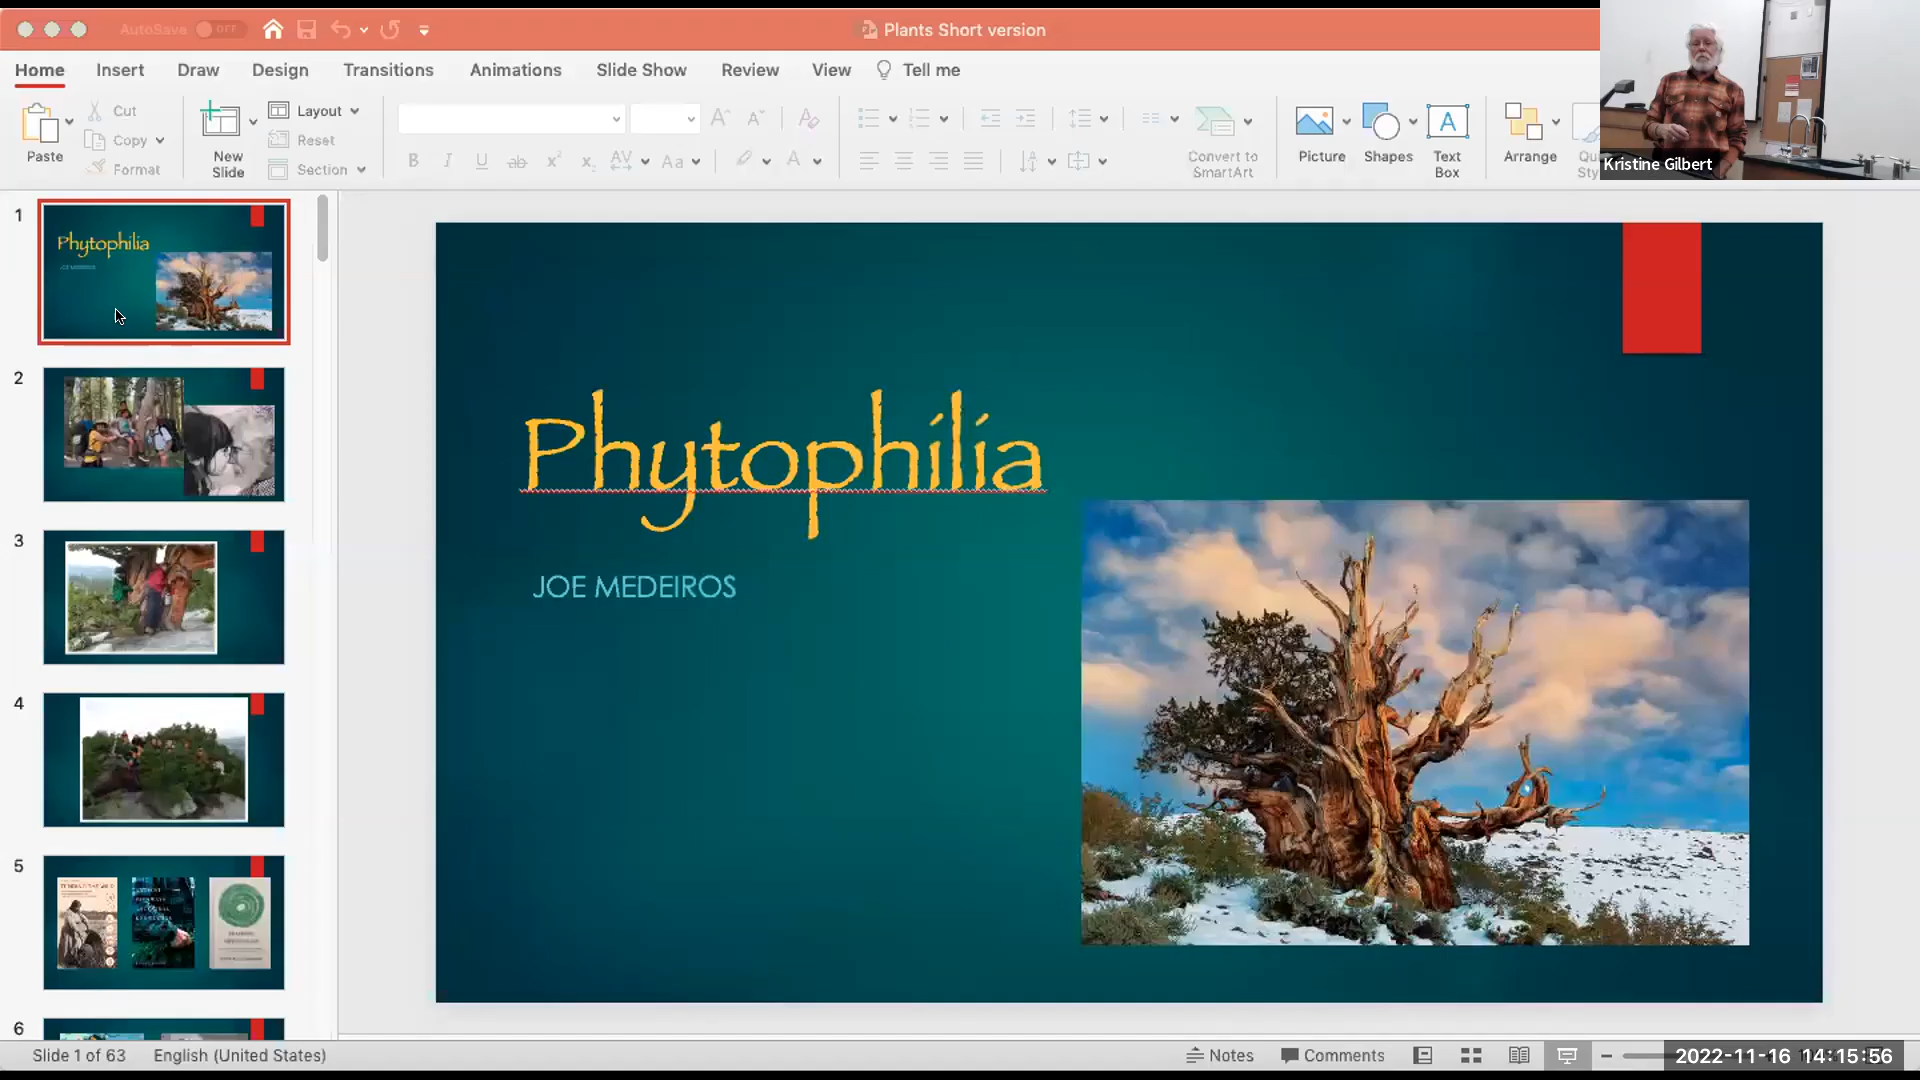 AutoSave OFF
Plants Short version
Home Insert Draw Design Transitions Animations Slide Show Review View Tell me
Paste
Cut
Copy
Format
New Slide
Layout
Reset
Section
Convert to SmartArt
Picture
Shapes
Text Box
Arrange
Kristine Gilbert
1
Phytophilia
JOE MEDEIROS
2
3
4
5
6
Phytophilia
JOE MEDEIROS
Slide 1 of 63 English (United States)
Notes Comments
2022-11-16 14:15:56